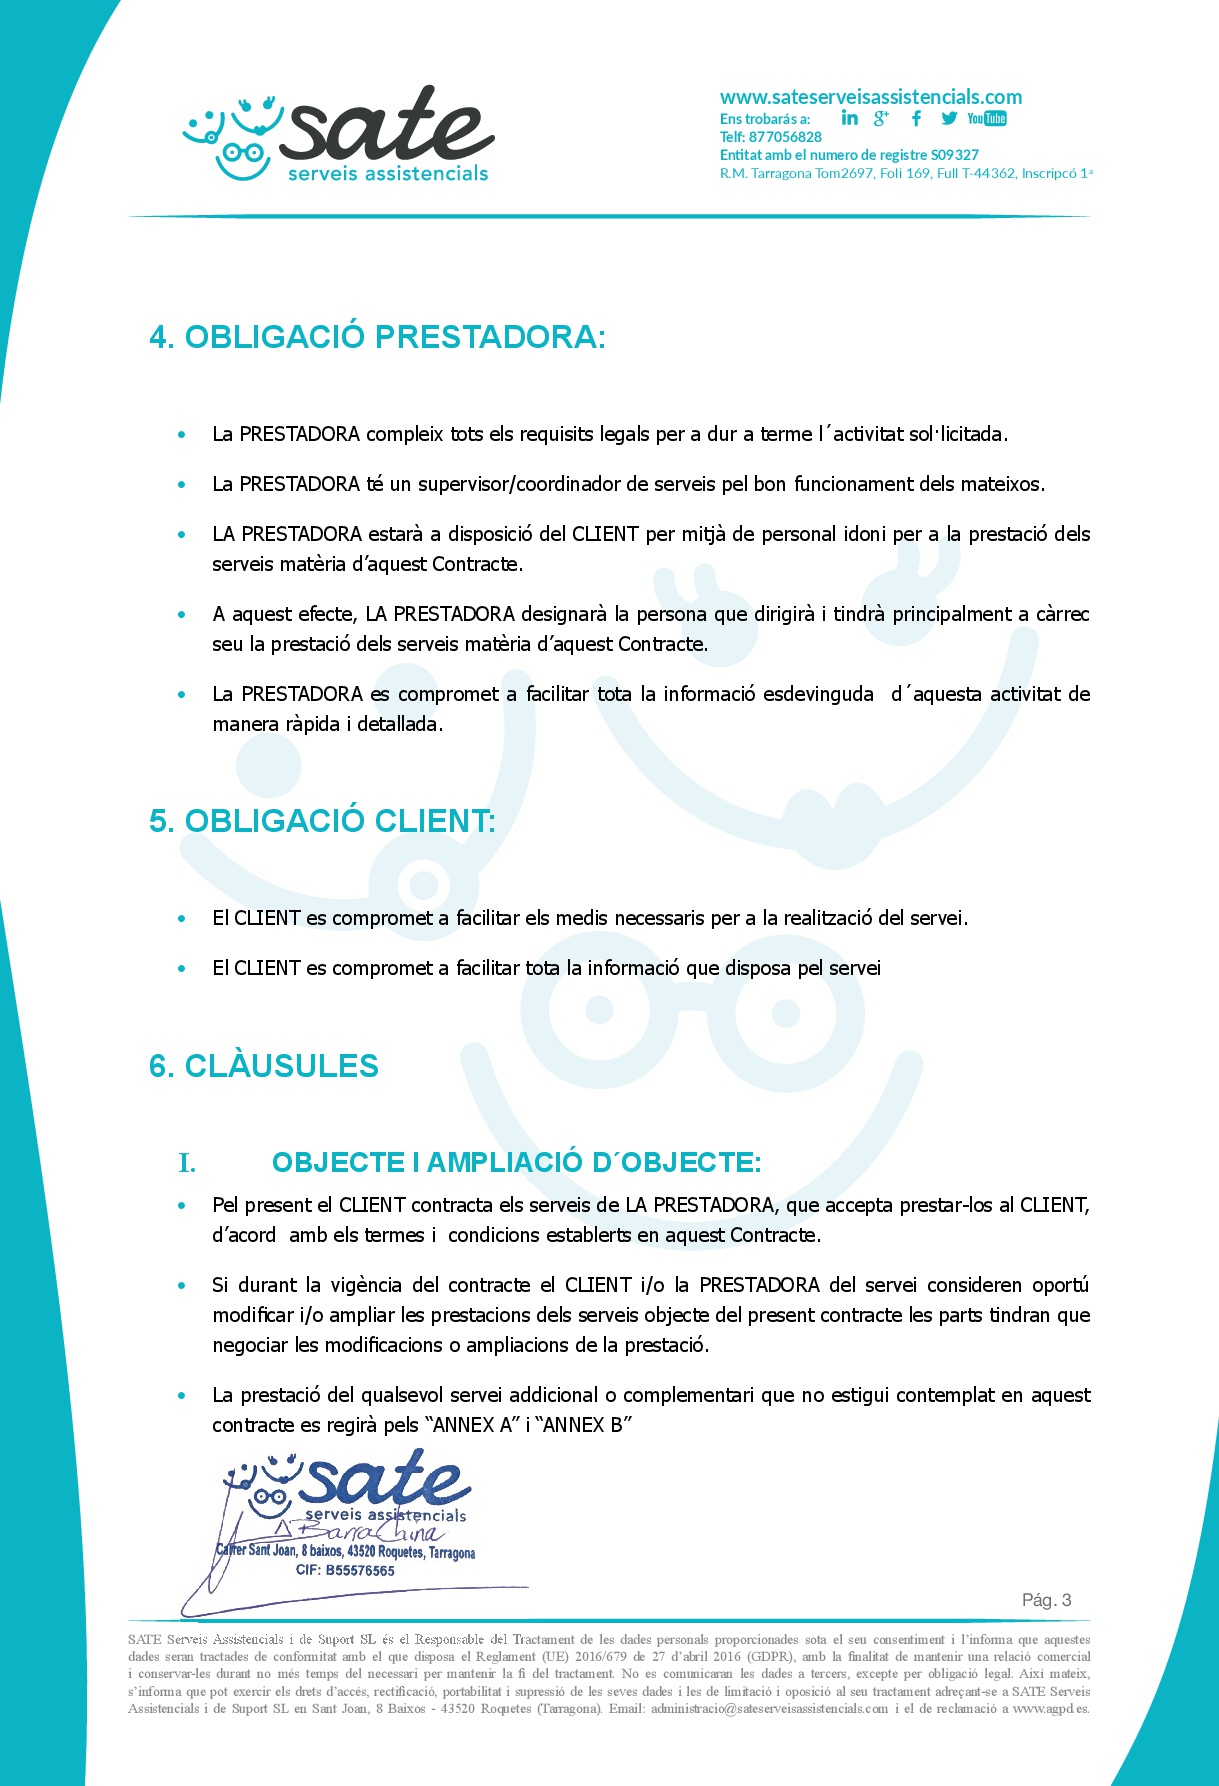 sate
serveis assistencials
www.sateserveisassistencials.com
Ens trobarás a: in g+ f YouTube
Telf: 877056828
Entitat amb el numero de registre S09327
R.M. Tarragona Tom2697, Foli 169, Full T-44362, Inscripcó 1ª
4. OBLIGACIÓ PRESTADORA:
• La PRESTADORA compleix tots els requisits legals per a dur a terme l´activitat sol·licitada.
• La PRESTADORA té un supervisor/coordinador de serveis pel bon funcionament dels mateixos.
• LA PRESTADORA estarà a disposició del CLIENT per mitjà de personal idoni per a la prestació dels
serveis matèria d’aquest Contracte.
• A aquest efecte, LA PRESTADORA designarà la persona que dirigirà i tindrà principalment a càrrec
seu la prestació dels serveis matèria d’aquest Contracte.
• La PRESTADORA es compromet a facilitar tota la informació esdevinguda d´aquesta activitat de
manera ràpida i detallada.
5. OBLIGACIÓ CLIENT:
• El CLIENT es compromet a facilitar els medis necessaris per a la realització del servei.
• El CLIENT es compromet a facilitar tota la informació que disposa pel servei
6. CLÀUSULES
I. OBJECTE I AMPLIACIÓ D´OBJECTE:
• Pel present el CLIENT contracta els serveis de LA PRESTADORA, que accepta prestar-los al CLIENT,
d’acord amb els termes i condicions establerts en aquest Contracte.
• Si durant la vigència del contracte el CLIENT i/o la PRESTADORA del servei consideren oportú
modificar i/o ampliar les prestacions dels serveis objecte del present contracte les parts tindran que
negociar les modificacions o ampliacions de la prestació.
• La prestació del qualsevol servei addicional o complementari que no estigui contemplat en aquest
contracte es regirà pels “ANNEX A” i “ANNEX B”
sate
serveis assistencials
A Barrachina
Carrer Sant Joan, 8 baixos, 43520 Roquetes, Tarragona
CIF: B55576565
Pág. 3
SATE Serveis Assistencials i de Suport SL és el Responsable del Tractament de les dades personals proporcionades sota el seu consentiment i l’informa que aquestes
dades seran tractades de conformitat amb el que disposa el Reglament (UE) 2016/679 de 27 d’abril 2016 (GDPR), amb la finalitat de mantenir una relació comercial
i conservar-les durant no més temps del necessari per mantenir la fi del tractament. No es comunicaran les dades a tercers, excepte per obligació legal. Així mateix,
s’informa que pot exercir els drets d’accés, rectificació, portabilitat i supressió de les seves dades i les de limitació i oposició al seu tractament adreçant-se a SATE Serveis
Assistencials i de Suport SL en Sant Joan, 8 Baixos - 43520 Roquetes (Tarragona). Email: administracio@sateserveisassistencials.com i el de reclamació a www.agpd.es.